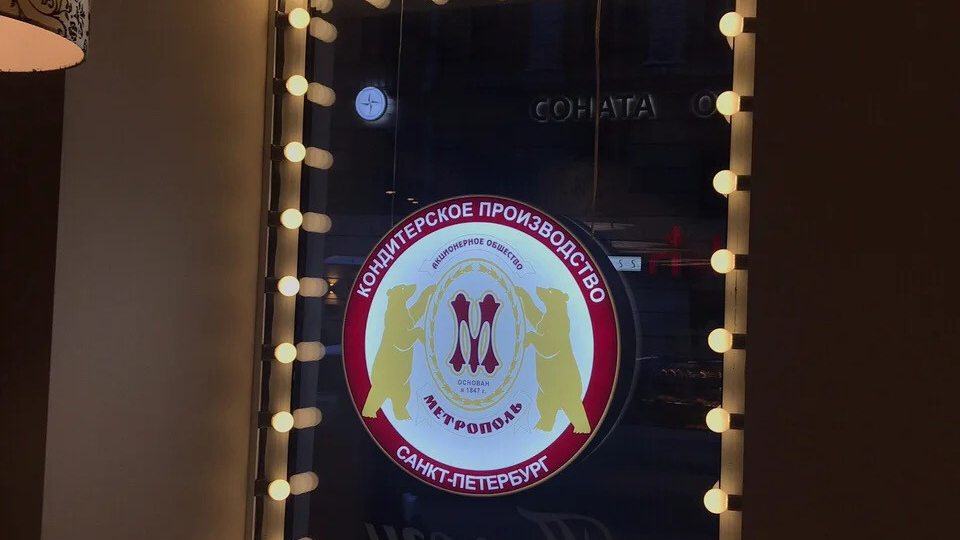 СОНАТА
КОНДИТЕРСКОЕ ПРОИЗВОДСТВО
АКЦИОНЕРНОЕ ОБЩЕСТВО
М
ОСНОВАН
в 1847 г.
МЕТРОПОЛЬ
САНКТ-ПЕТЕРБУРГ